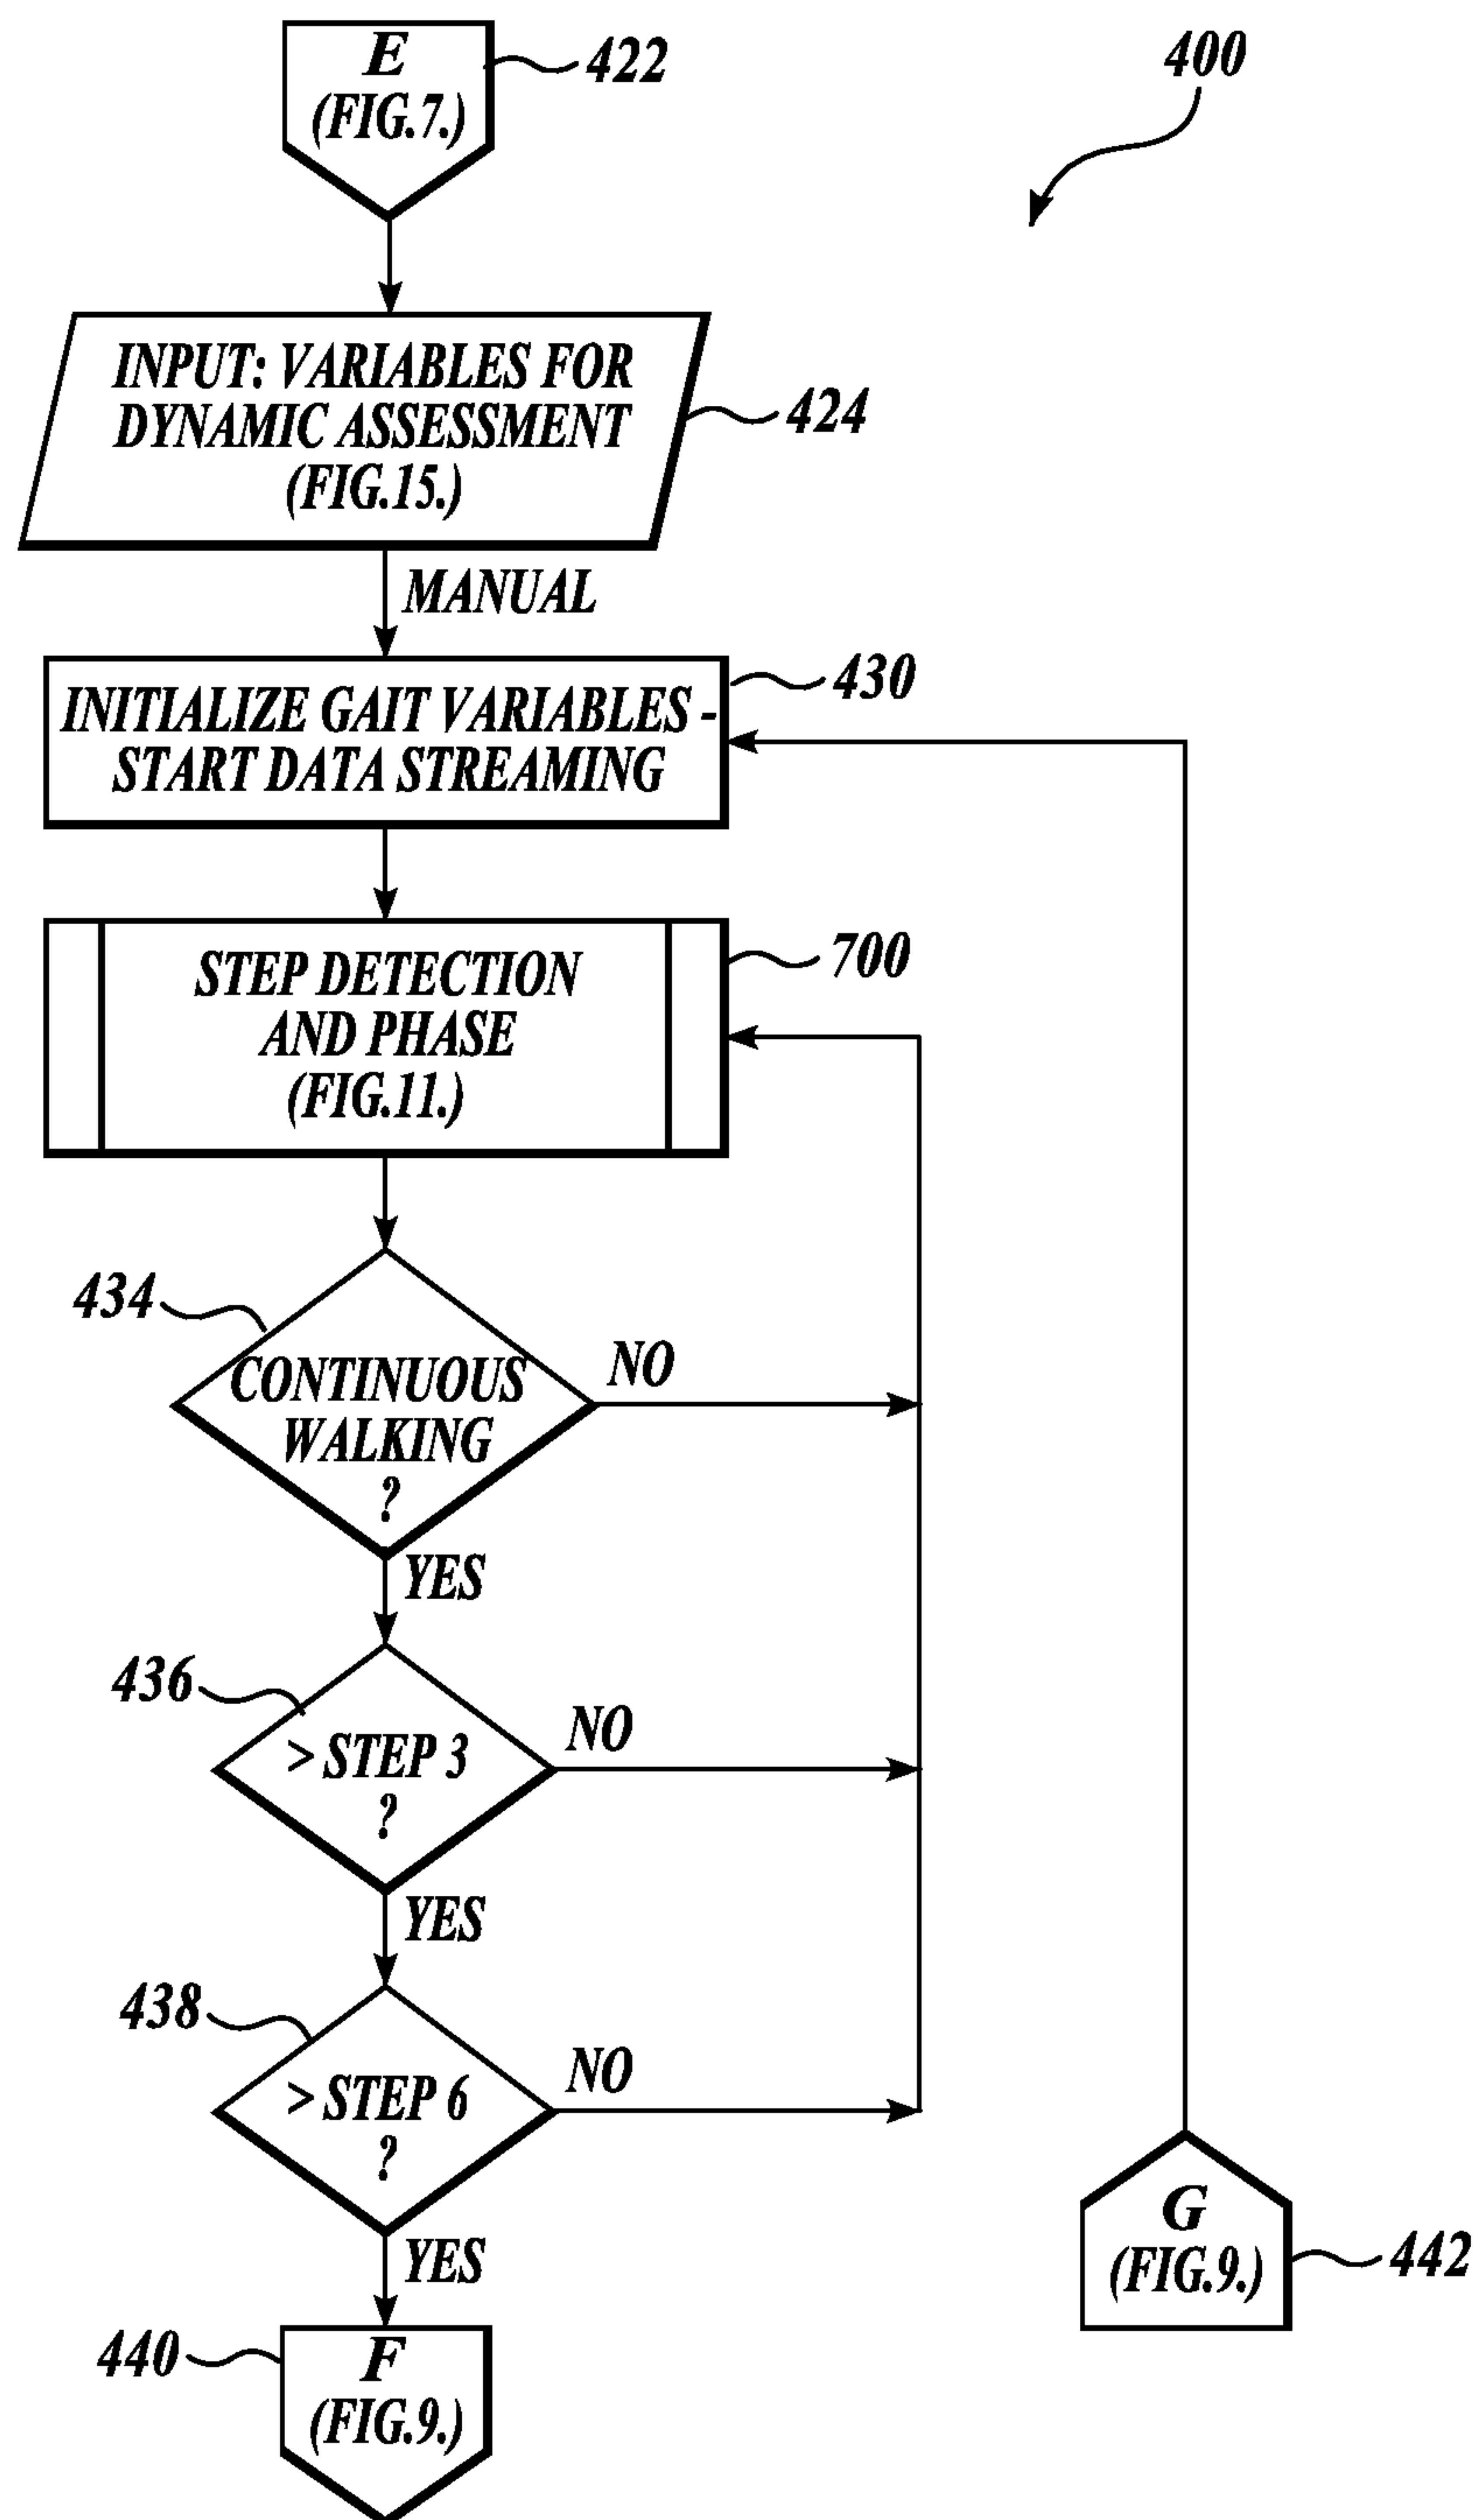 E
(FIG.7.)
422
400
INPUT: VARIABLES FOR
DYNAMIC ASSESSMENT
(FIG.15.)
424
MANUAL
INITIALIZE GAIT VARIABLES -
START DATA STREAMING
430
STEP DETECTION
AND PHASE
(FIG.11.)
700
434
CONTINUOUS
WALKING
?
NO
YES
436
> STEP 3
?
NO
YES
438
> STEP 6
?
NO
YES
440
F
(FIG.9.)
G
(FIG.9.)
442